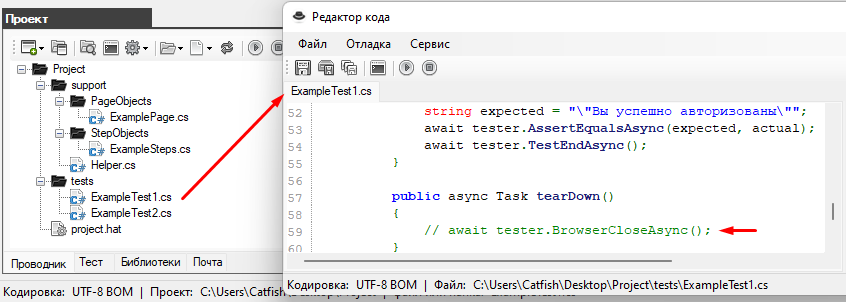 Проект
Project
support
PageObjects
ExamplePage.cs
StepObjects
ExampleSteps.cs
Helper.cs
tests
ExampleTest1.cs
ExampleTest2.cs
project.hat
Проводник Тест Библиотеки Почта
Кодировка: UTF-8 BOM | Проект: C:\Users\Catfish\Desktop\Project
Редактор кода
Файл Отладка Сервис
ExampleTest1.cs
52 string expected = "\"Вы успешно авторизованы\"";
53 await tester.AssertEqualsAsync(expected, actual);
54 await tester.TestEndAsync();
55 }
56
57 public async Task tearDown()
58 {
59 // await tester.BrowserCloseAsync();
60 }
Кодировка: UTF-8 BOM | Файл: C:\Users\Catfish\Desktop\Project\tests\ExampleTest1.cs